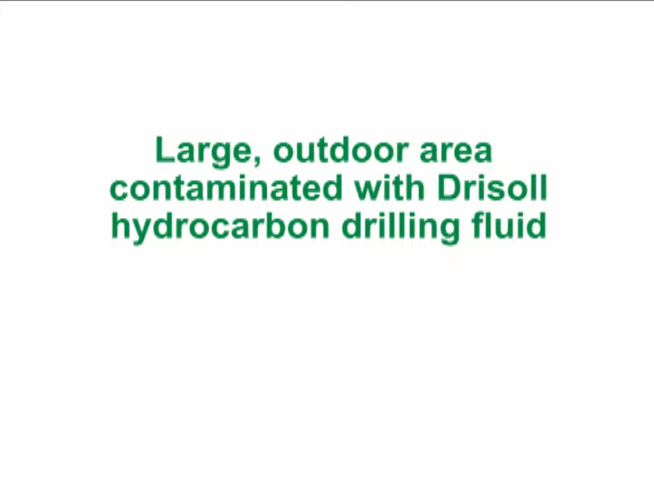 Large, outdoor area
contaminated with Drisoll
hydrocarbon drilling fluid